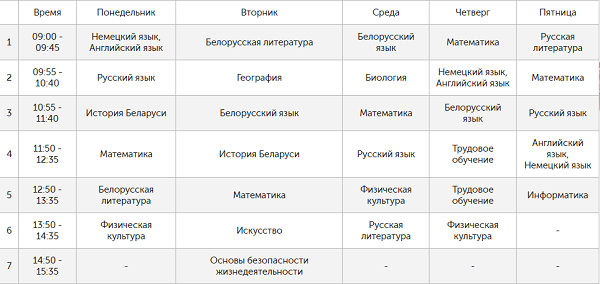 Время Понедельник Вторник Среда Четверг Пятница
1 09:00 - 09:45 Немецкий язык, Английский язык Белорусская литература Белорусский язык Математика Русская литература
2 09:55 - 10:40 Русский язык География Биология Немецкий язык, Английский язык Математика
3 10:55 - 11:40 История Беларуси Белорусский язык Математика Белорусский язык Русский язык
4 11:50 - 12:35 Математика История Беларуси Русский язык Трудовое обучение Английский язык, Немецкий язык
5 12:50 - 13:35 Белорусская литература Математика Физическая культура Трудовое обучение Информатика
6 13:50 - 14:35 Физическая культура Искусство Русская литература Физическая культура -
7 14:50 - 15:35 - Основы безопасности жизнедеятельности - - -